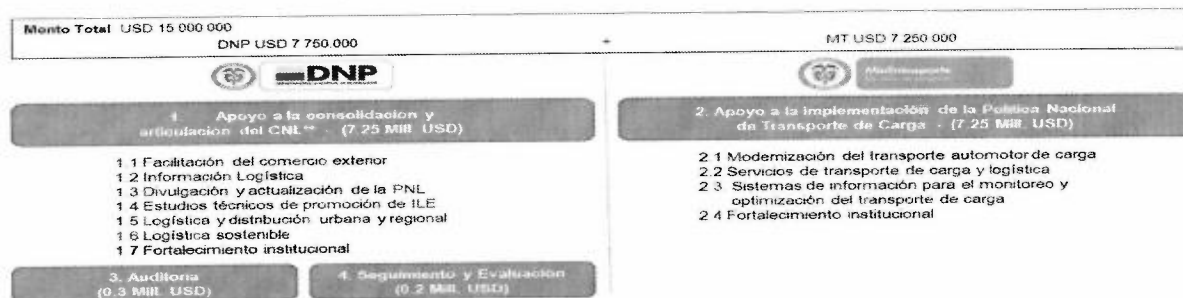 Monto Total USD 15 000 000
DNP USD 7 750.000 + MT USD 7 250 000
DNP
MinTransporte
1. Apoyo a la consolidación y
articulación del CNL** - (7.25 Mill. USD)
1 1 Facilitación del comercio exterior
1 2 Información Logística
1 3 Divulgación y actualización de la PNL
1 4 Estudios técnicos de promoción de ILE
1 5 Logística y distribución urbana y regional
1 6 Logística sostenible
1 7 Fortalecimiento institucional
2. Apoyo a la implementación de la Política Nacional
de Transporte de Carga - (7.25 Mill. USD)
2 1 Modernización del transporte automotor de carga
2.2 Servicios de transporte de carga y logística
2 3 Sistemas de información para el monitoreo y
optimización del transporte de carga
2 4 Fortalecimiento institucional
3. Auditoria
(0.3 Mill. USD)
4. Seguimiento y Evaluación
(0.2 Mill. USD)